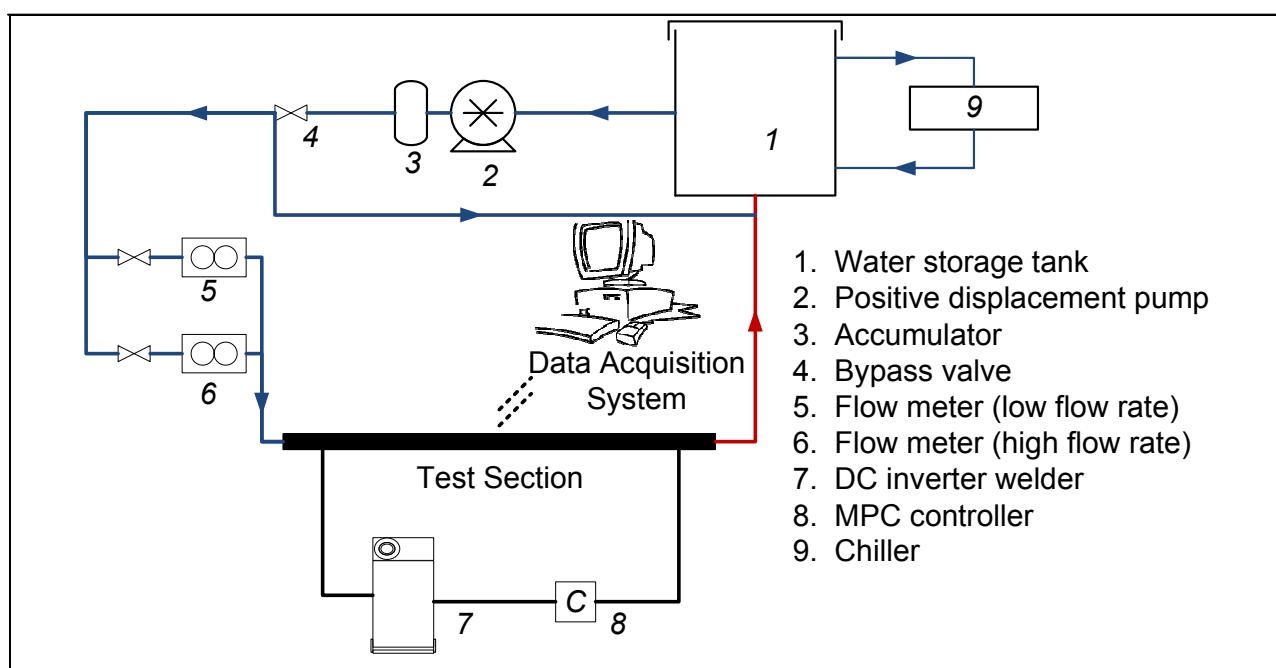 1
9
4
3
2
5
6
Data Acquisition
System
Test Section
7
C
8
1. Water storage tank
2. Positive displacement pump
3. Accumulator
4. Bypass valve
5. Flow meter (low flow rate)
6. Flow meter (high flow rate)
7. DC inverter welder
8. MPC controller
9. Chiller